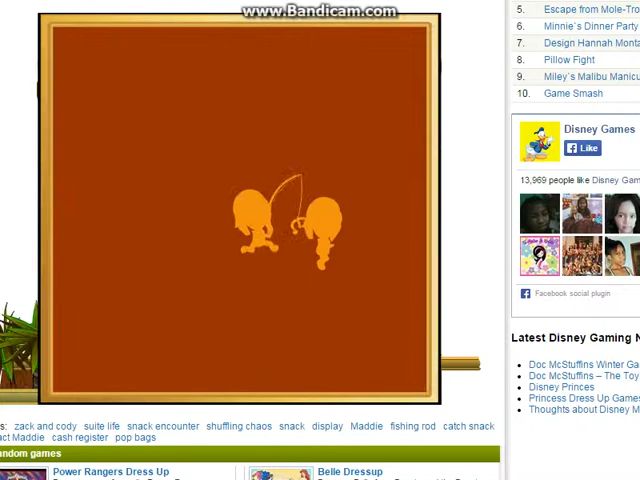 www.Bandicam.com
5. Escape from Mole-Tro
6. Minnie's Dinner Party
7. Design Hannah Monta
8. Pillow Fight
9. Miley`s Malibu Manicu
10. Game Smash
Disney Games
Like
13,969 people like Disney Gam
Facebook social plugin
Latest Disney Gaming N
Doc McStuffins Winter Ga
Doc McStuffins – The Toy
Disney Princes
Princess Dress Up Games
Thoughts about Disney M
s: zack and cody suite life snack encounter shuffling chaos snack display Maddie fishing rod catch snack
act Maddie cash register pop bags
andom games
Power Rangers Dress Up
Belle Dressup